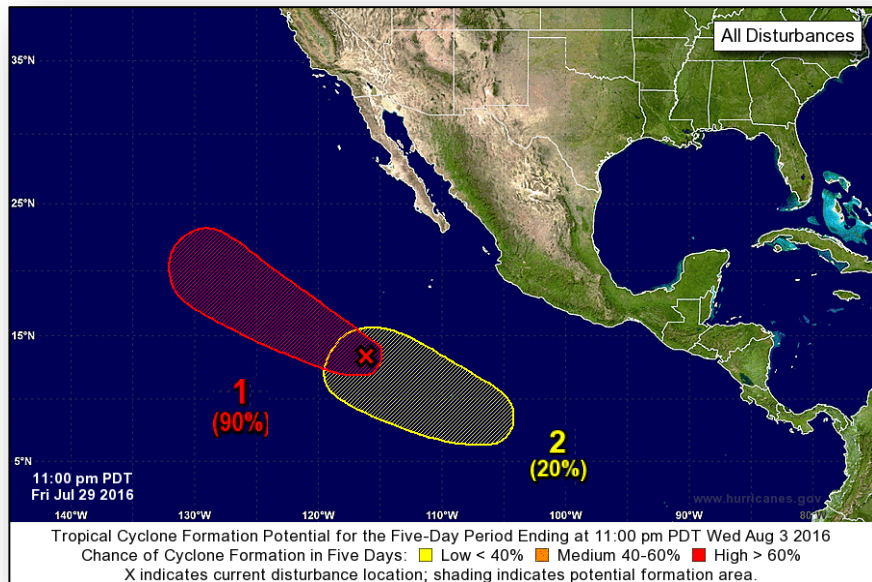 All Disturbances
35°N
25°N
15°N
5°N
1
(90%)
2
(20%)
11:00 pm PDT
Fri Jul 29 2016
www.hurricanes.gov
140°W 130°W 120°W 110°W 100°W 90°W 80°W
Tropical Cyclone Formation Potential for the Five-Day Period Ending at 11:00 pm PDT Wed Aug 3 2016
Chance of Cyclone Formation in Five Days: Low < 40% Medium 40-60% High > 60%
X indicates current disturbance location; shading indicates potential formation area.